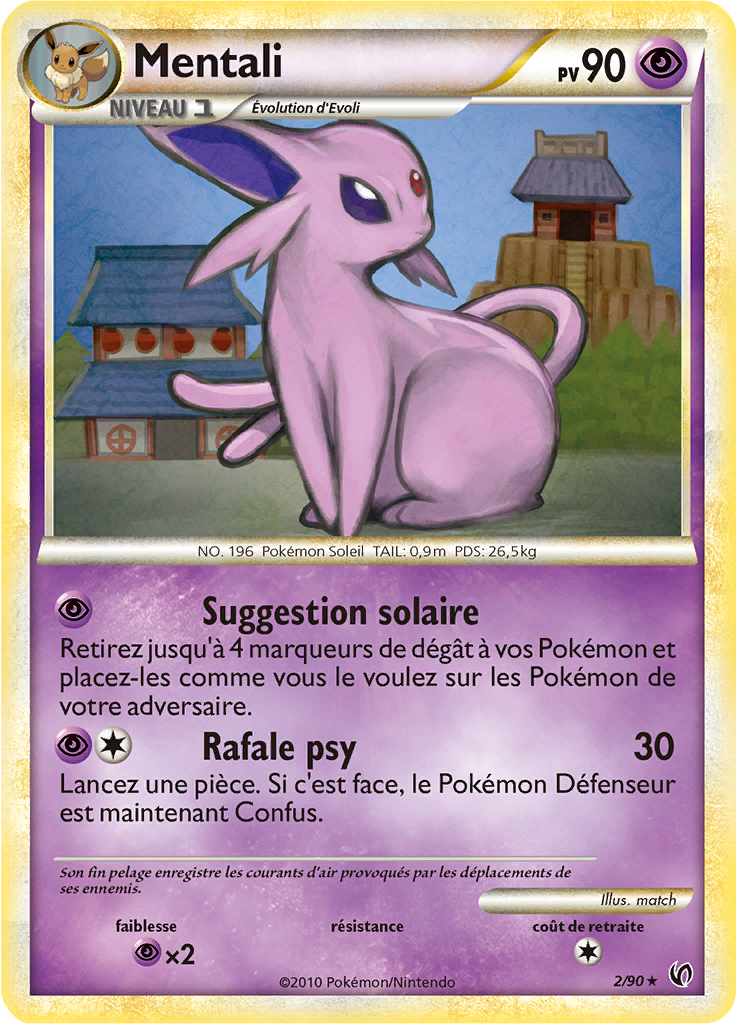 Mentali
PV 90
NIVEAU 1
Évolution d'Evoli
NO. 196 Pokémon Soleil TAIL: 0,9m PDS: 26,5kg
Suggestion solaire
Retirez jusqu'à 4 marqueurs de dégât à vos Pokémon et
placez-les comme vous le voulez sur les Pokémon de
votre adversaire.
Rafale psy 30
Lancez une pièce. Si c'est face, le Pokémon Défenseur
est maintenant Confus.
Son fin pelage enregistre les courants d'air provoqués par les déplacements de
ses ennemis.
Illus. match
faiblesse résistance coût de retraite
×2
©2010 Pokémon/Nintendo 2/90 ★